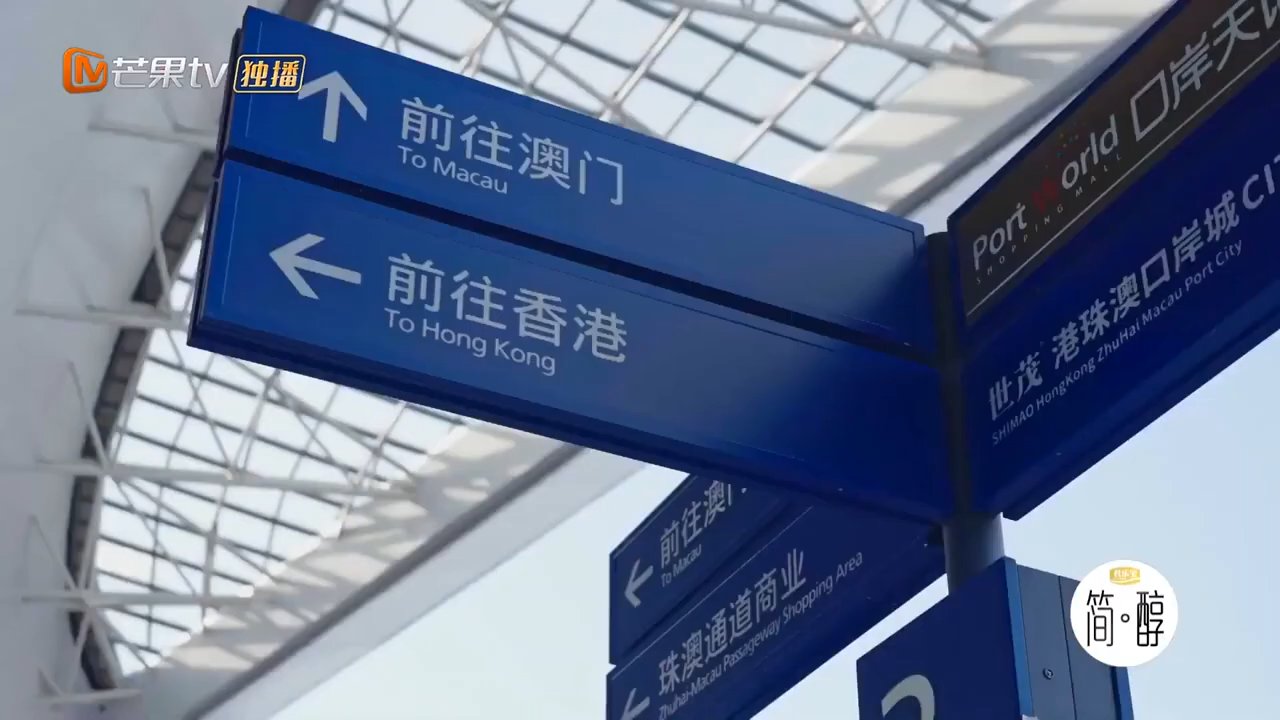 芒果tv 独播
前往澳门
To Macau
前往香港
To Hong Kong
Port World 口岸天
SHOPPING MALL
世茂 港珠澳口岸城 CI
SHIMAO HongKong ZhuHai Macau Port City
前往澳门
To Macau
珠澳通道商业
Zhuhai-Macau Passageway Shopping Area
2
简醇